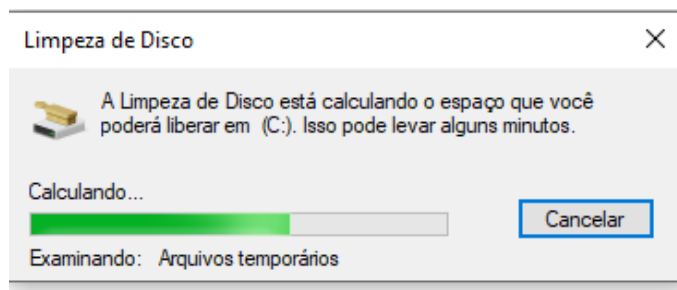 Limpeza de Disco
A Limpeza de Disco está calculando o espaço que você
poderá liberar em (C:). Isso pode levar alguns minutos.
Calculando...
Cancelar
Examinando: Arquivos temporários